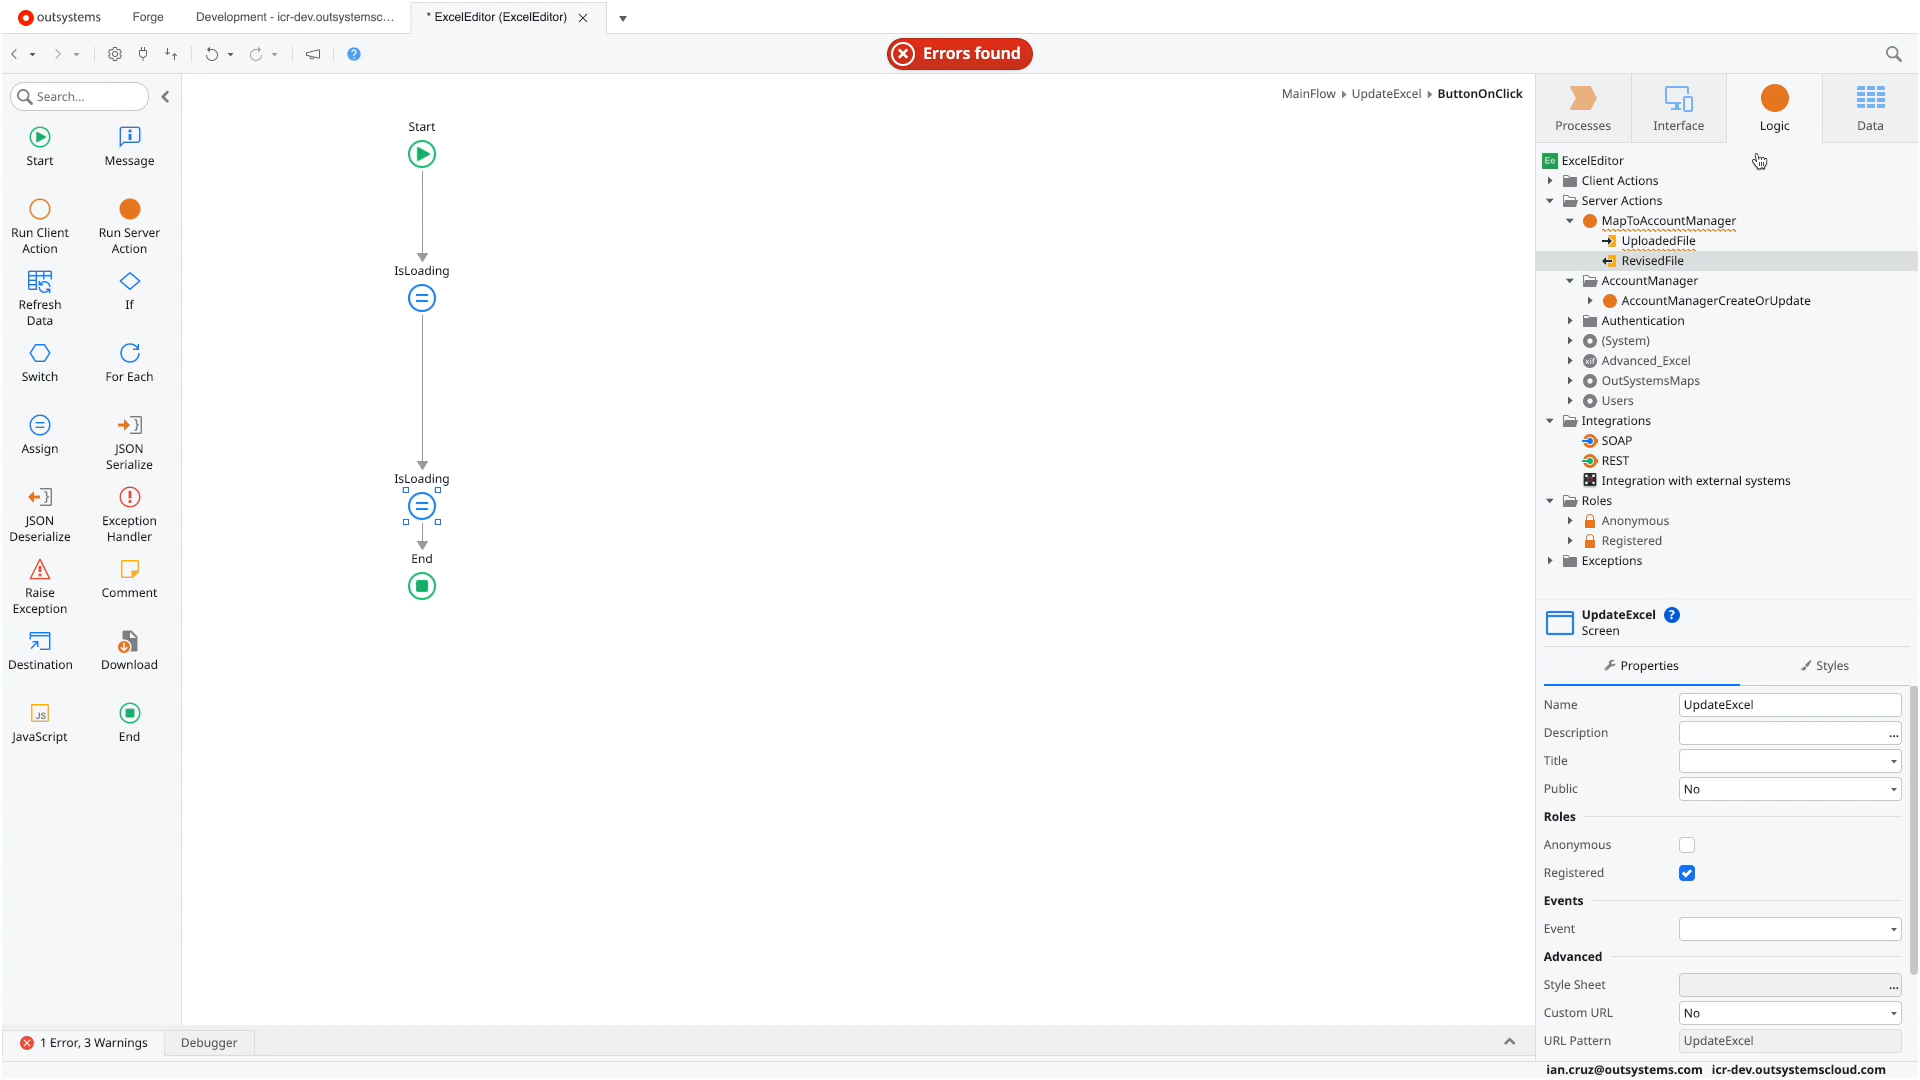 outsystems
Forge
Development - icr-dev.outsystemsc...
* ExcelEditor (ExcelEditor)
Errors found
Search...
Start
Message
Run Client Action
Run Server Action
Refresh Data
If
Switch
For Each
Assign
JSON Serialize
JSON Deserialize
Exception Handler
Raise Exception
Comment
Destination
Download
JS
JavaScript
End
MainFlow
UpdateExcel
ButtonOnClick
Start
IsLoading
IsLoading
End
Processes
Interface
Logic
Data
Ee
ExcelEditor
Client Actions
Server Actions
MapToAccountManager
UploadedFile
RevisedFile
AccountManager
AccountManagerCreateOrUpdate
Authentication
(System)
xif
Advanced_Excel
OutSystemsMaps
Users
Integrations
SOAP
REST
Integration with external systems
Roles
Anonymous
Registered
Exceptions
UpdateExcel ?
Screen
Properties
Styles
Name
UpdateExcel
Description
...
Title
Public
No
Roles
Anonymous
Registered
Events
Event
Advanced
Style Sheet
...
Custom URL
No
URL Pattern
UpdateExcel
1 Error, 3 Warnings
Debugger
ian.cruz@outsystems.com
icr-dev.outsystemscloud.com